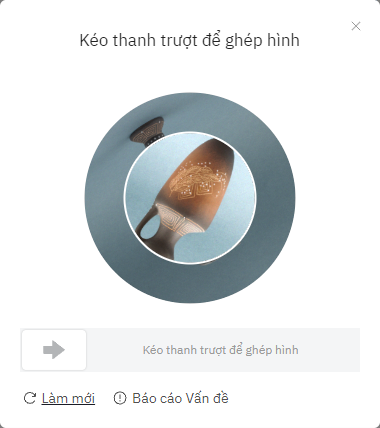 Kéo thanh trượt để ghép hình
Kéo thanh trượt để ghép hình
Làm mới Báo cáo Vấn đề